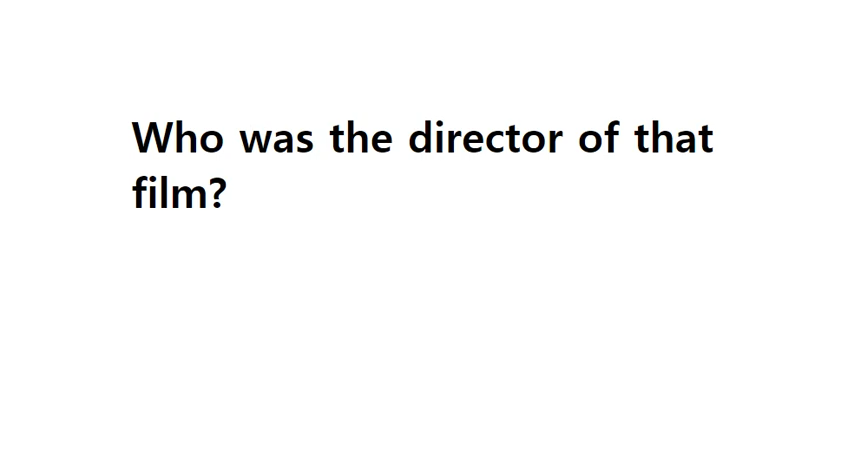 Who was the director of that
film?